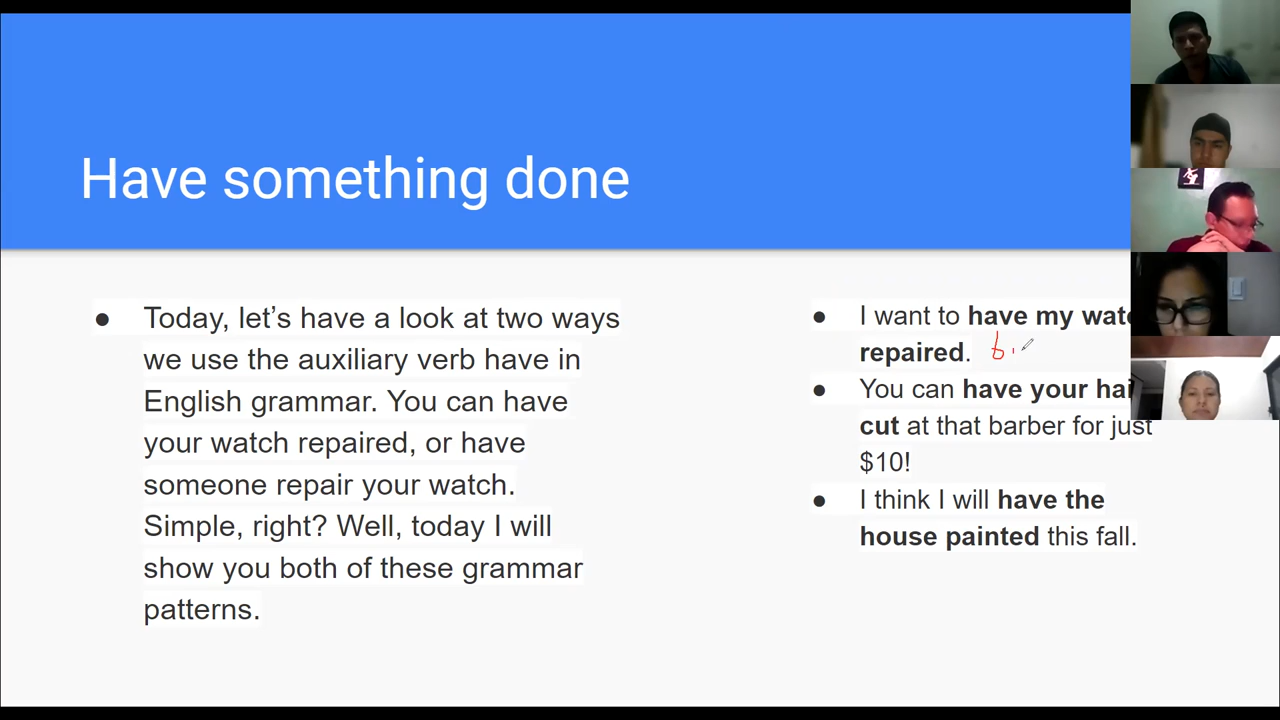 Have something done
Today, let’s have a look at two ways
we use the auxiliary verb have in
English grammar. You can have
your watch repaired, or have
someone repair your watch.
Simple, right? Well, today I will
show you both of these grammar
patterns.
I want to have my watc
repaired.
You can have your hai
cut at that barber for just
$10!
I think I will have the
house painted this fall.